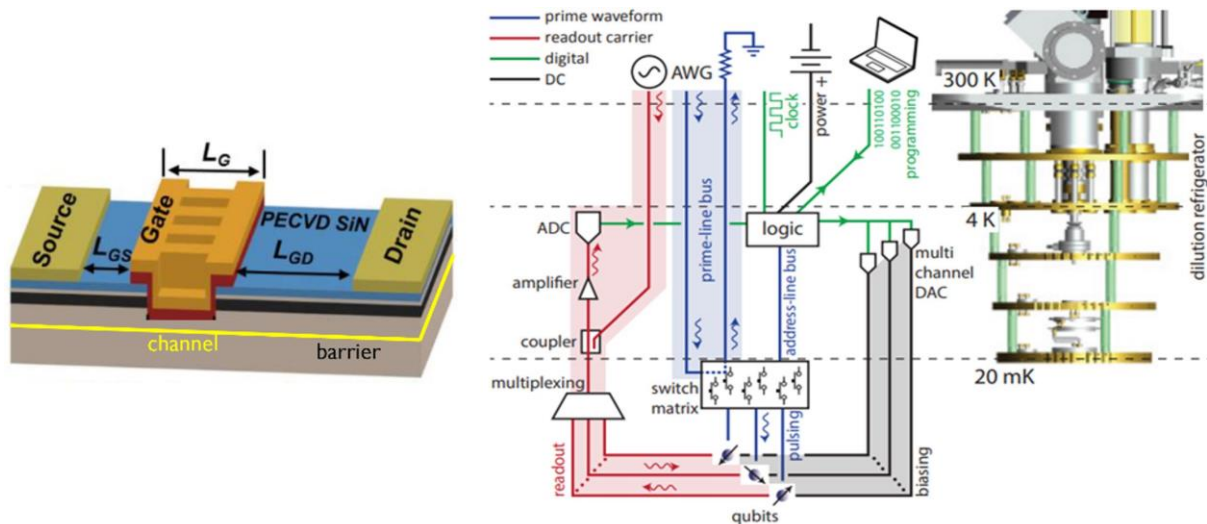 L_G
Source
Gate
PECVD SiN
Drain
L_GS
L_GD
channel
barrier
prime waveform
readout carrier
digital
DC
AWG
clock
power +
100110100
001100010
programming
300 K
ADC
logic
4 K
multi
channel
DAC
prime-line bus
address-line bus
amplifier
coupler
multiplexing
switch
matrix
20 mK
pulsing
readout
biasing
qubits
dilution refrigerator